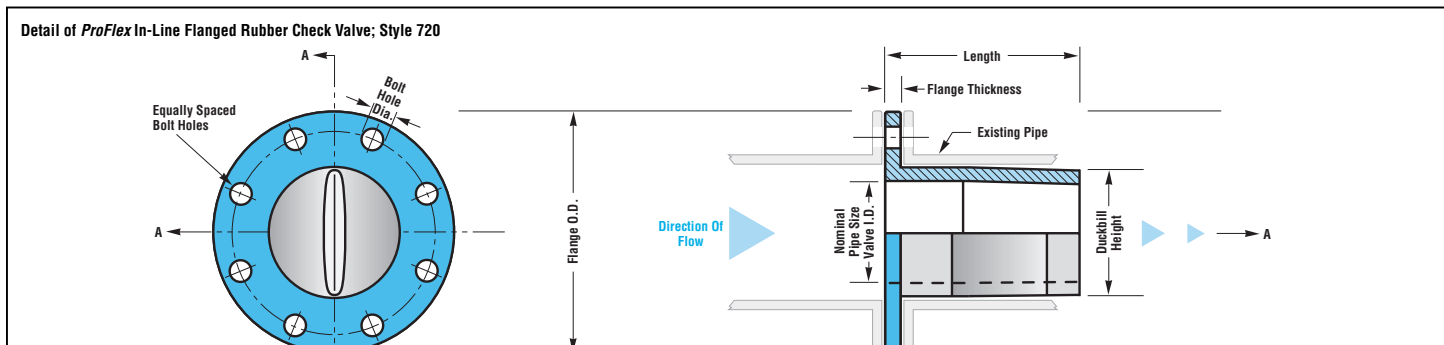 Detail of ProFlex In-Line Flanged Rubber Check Valve; Style 720
A
Bolt
Hole
Dia.
Equally Spaced
Bolt Holes
A
Flange O.D.
Length
Flange Thickness
Existing Pipe
Direction Of
Flow
Nominal
Pipe Size
Valve I.D.
Duckbill
Height
A